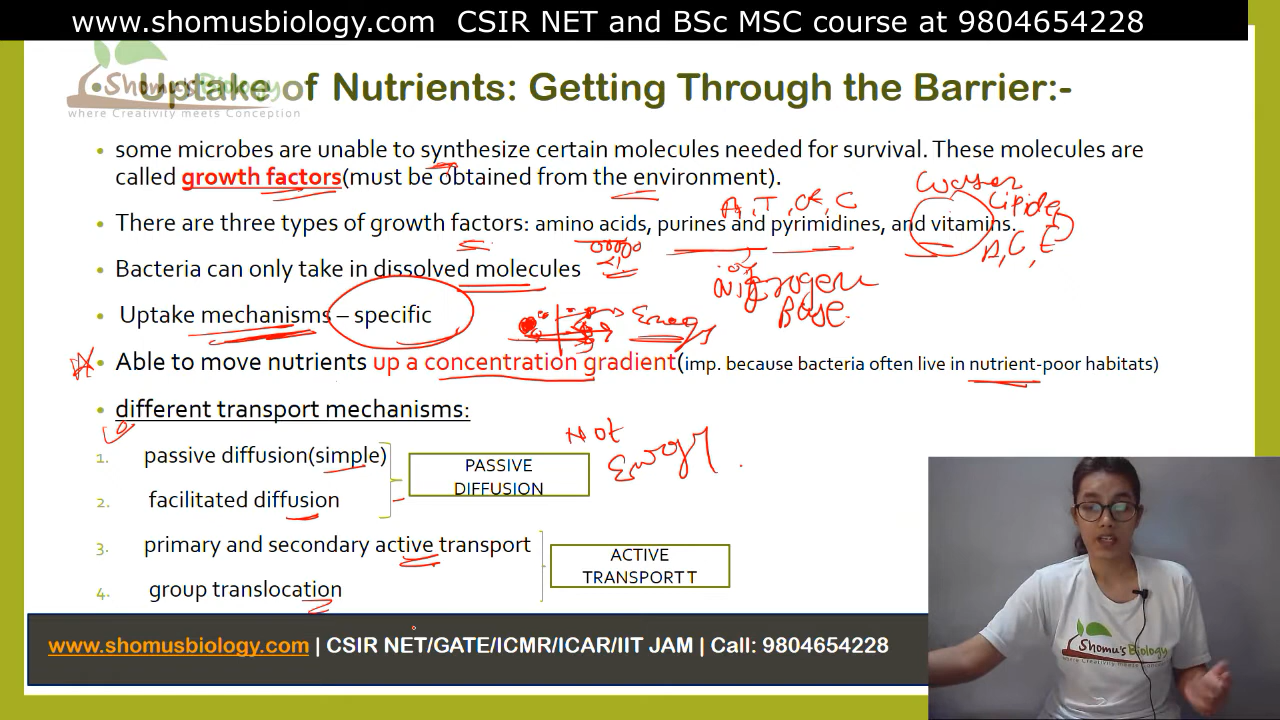 www.shomusbiology.com CSIR NET and BSc MSC course at 9804654228
Shomu's Biology
where Creativity meets Conception
Uptake of Nutrients: Getting Through the Barrier:-
• some microbes are unable to synthesize certain molecules needed for survival. These molecules are
called growth factors(must be obtained from the environment).
A, T, G, C
Water
Lipids
• There are three types of growth factors: amino acids, purines and pyrimidines, and vitamins.
• Bacteria can only take in dissolved molecules
Nitrogen
Base.
• Uptake mechanisms – specific
Energy
• Able to move nutrients up a concentration gradient(imp. because bacteria often live in nutrient-poor habitats)
• different transport mechanisms:
Not
Energy
1. passive diffusion(simple)
2. facilitated diffusion
PASSIVE
DIFFUSION
3. primary and secondary active transport
4. group translocation
ACTIVE
TRANSPORTT
www.shomusbiology.com | CSIR NET/GATE/ICMR/ICAR/IIT JAM | Call: 9804654228
Shomu's Biology